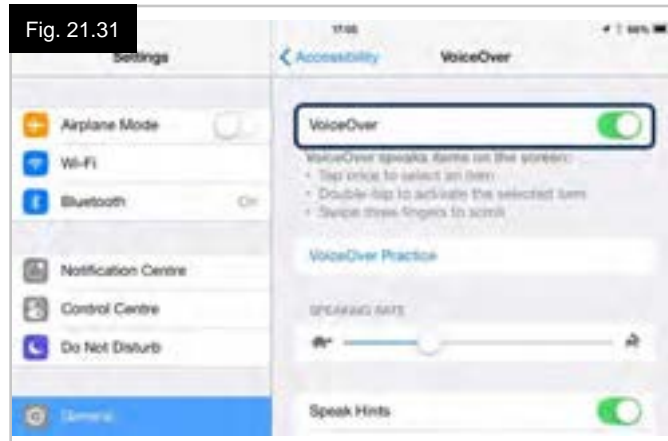 Fig. 21.31
Settings
Accessibility
VoiceOver
Airplane Mode
Wi-Fi
Bluetooth
On
Notification Centre
Control Centre
Do Not Disturb
General
VoiceOver
VoiceOver speaks items on the screen:
• Tap once to select an item
• Double-tap to activate the selected item
• Swipe three fingers to scroll
VoiceOver Practice
SPEAKING RATE
Speak Hints